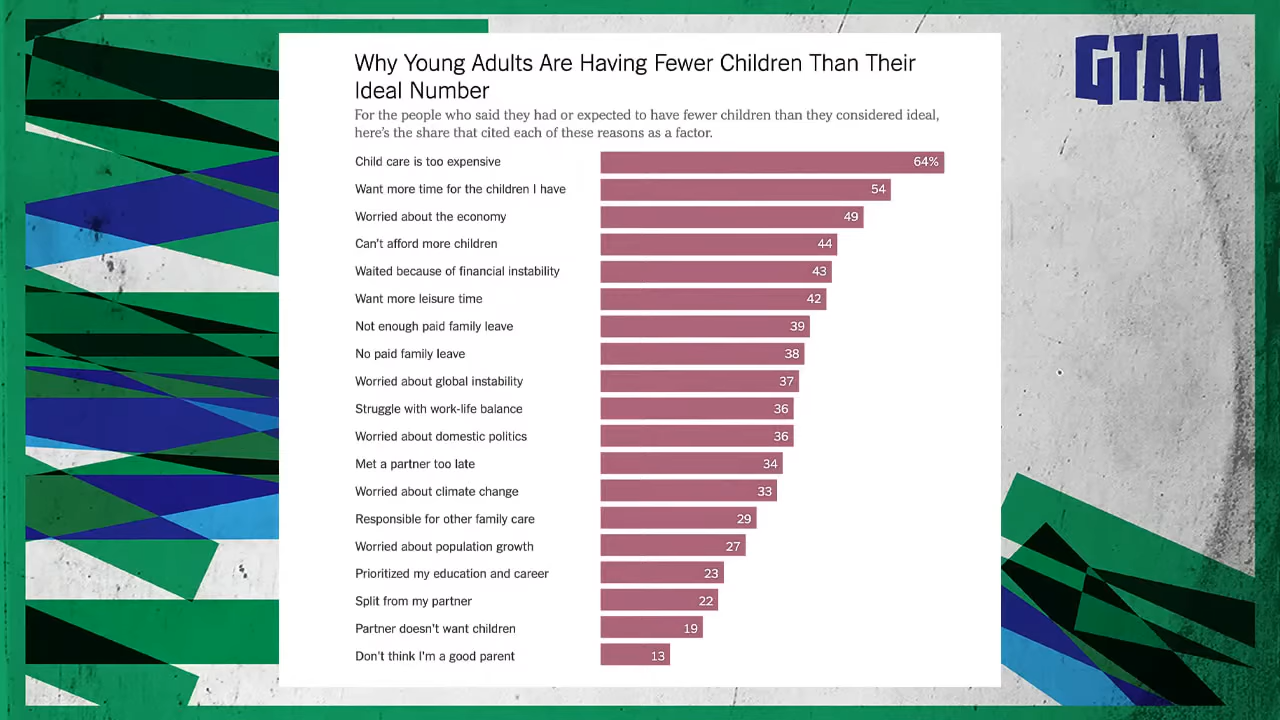 GTAA
Why Young Adults Are Having Fewer Children Than Their
Ideal Number
For the people who said they had or expected to have fewer children than they considered ideal,
here's the share that cited each of these reasons as a factor.
Child care is too expensive 64%
Want more time for the children I have 54
Worried about the economy 49
Can't afford more children 44
Waited because of financial instability 43
Want more leisure time 42
Not enough paid family leave 39
No paid family leave 38
Worried about global instability 37
Struggle with work-life balance 36
Worried about domestic politics 36
Met a partner too late 34
Worried about climate change 33
Responsible for other family care 29
Worried about population growth 27
Prioritized my education and career 23
Split from my partner 22
Partner doesn't want children 19
Don't think I'm a good parent 13